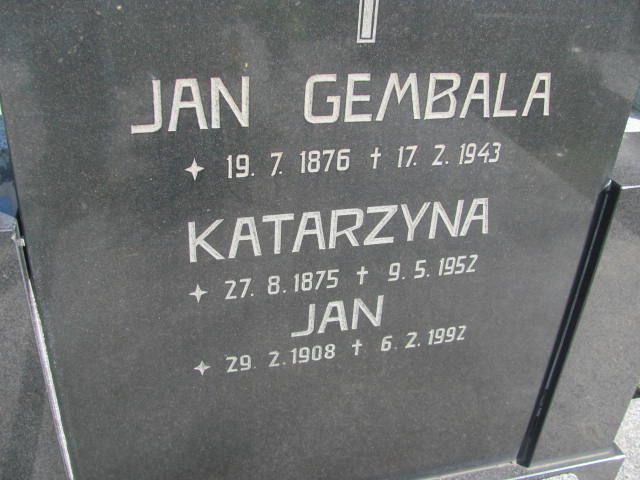 JAN GEMBALA
✦ 19. 7. 1876 † 17. 2. 1943
KATARZYNA
✦ 27. 8. 1875 † 9. 5. 1952
JAN
✦ 29. 2. 1908 † 6. 2. 1992